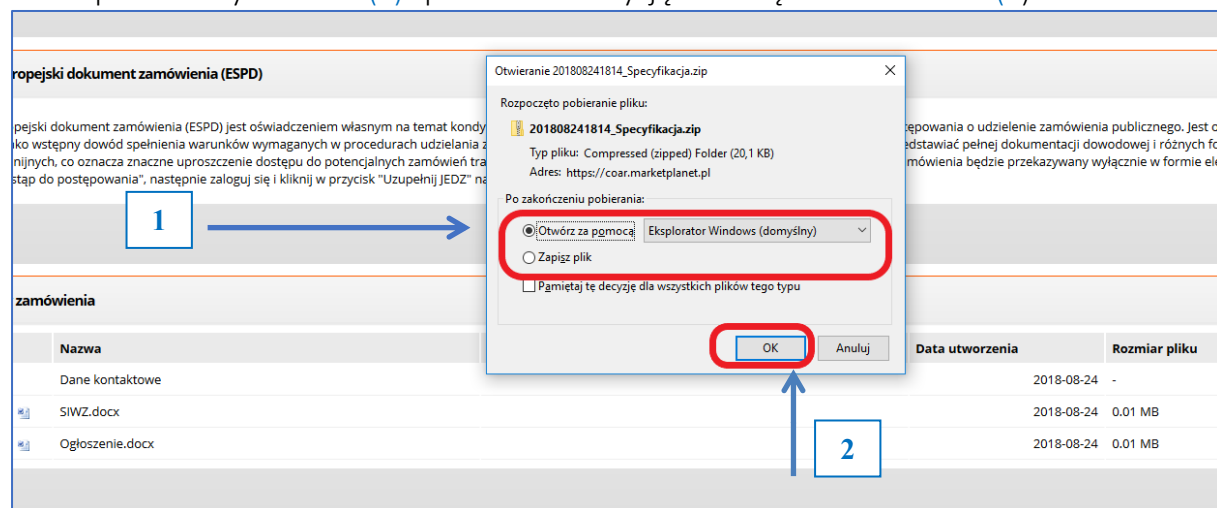 ropejski dokument zamówienia (ESPD)
pejski dokument zamówienia (ESPD) jest oświadczeniem własnym na temat kondy
ępowania o udzielenie zamówienia publicznego. Jest o
ko wstępny dowód spełnienia warunków wymaganych w procedurach udzielania z
edstawiać pełnej dokumentacji dowodowej i różnych fo
nijnych, co oznacza znaczne uproszczenie dostępu do potencjalnych zamówień tra
mówienia będzie przekazywany wyłącznie w formie ele
stąp do postępowania", następnie zaloguj się i kliknij w przycisk "Uzupełnij JEDZ" na
Otwieranie 201808241814_Specyfikacja.zip
Rozpoczęto pobieranie pliku:
201808241814_Specyfikacja.zip
Typ pliku: Compressed (zipped) Folder (20,1 KB)
Adres: https://coar.marketplanet.pl
Po zakończeniu pobierania:
Otwórz za pomocą Eksplorator Windows (domyślny)
Zapisz plik
Pamiętaj tę decyzję dla wszystkich plików tego typu
OK Anuluj
1
2
zamówienia
Nazwa Data utworzenia Rozmiar pliku
Dane kontaktowe 2018-08-24 -
SIWZ.docx 2018-08-24 0.01 MB
Ogłoszenie.docx 2018-08-24 0.01 MB